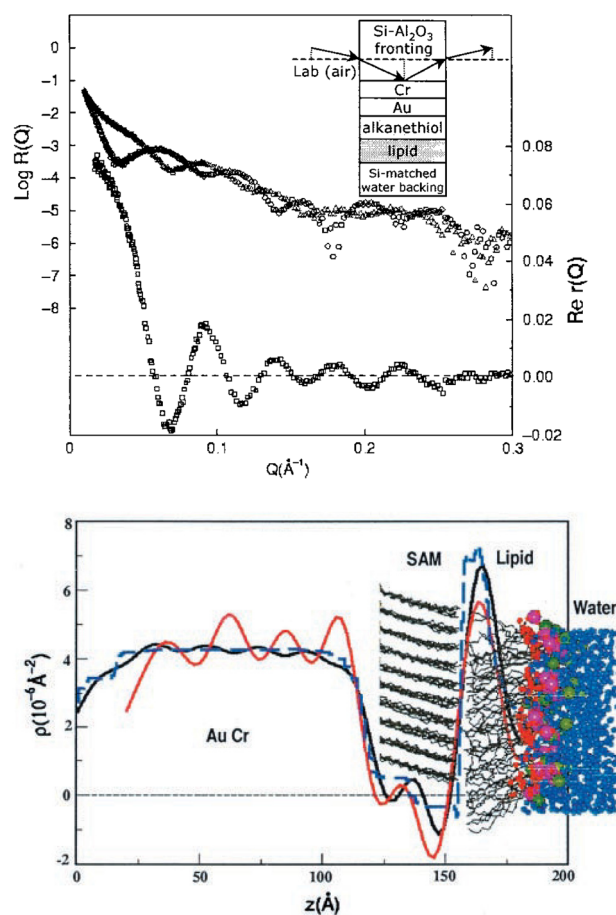 0
-1
-2
-3
-4
-5
-6
-7
-8
Log R(Q)
Si-Al₂O₃
fronting
Lab (air)
Cr
Au
alkanethiol
lipid
Si-matched
water backing
0.08
0.06
0.04
0.02
0.00
-0.02
Re r(Q)
0 0.1 0.2 0.3
Q(Å⁻¹)
8
6
4
2
0
-2
ρ(10⁻⁶Å⁻²)
SAM Lipid
Water
Au Cr
0 50 100 150 200
z(Å)